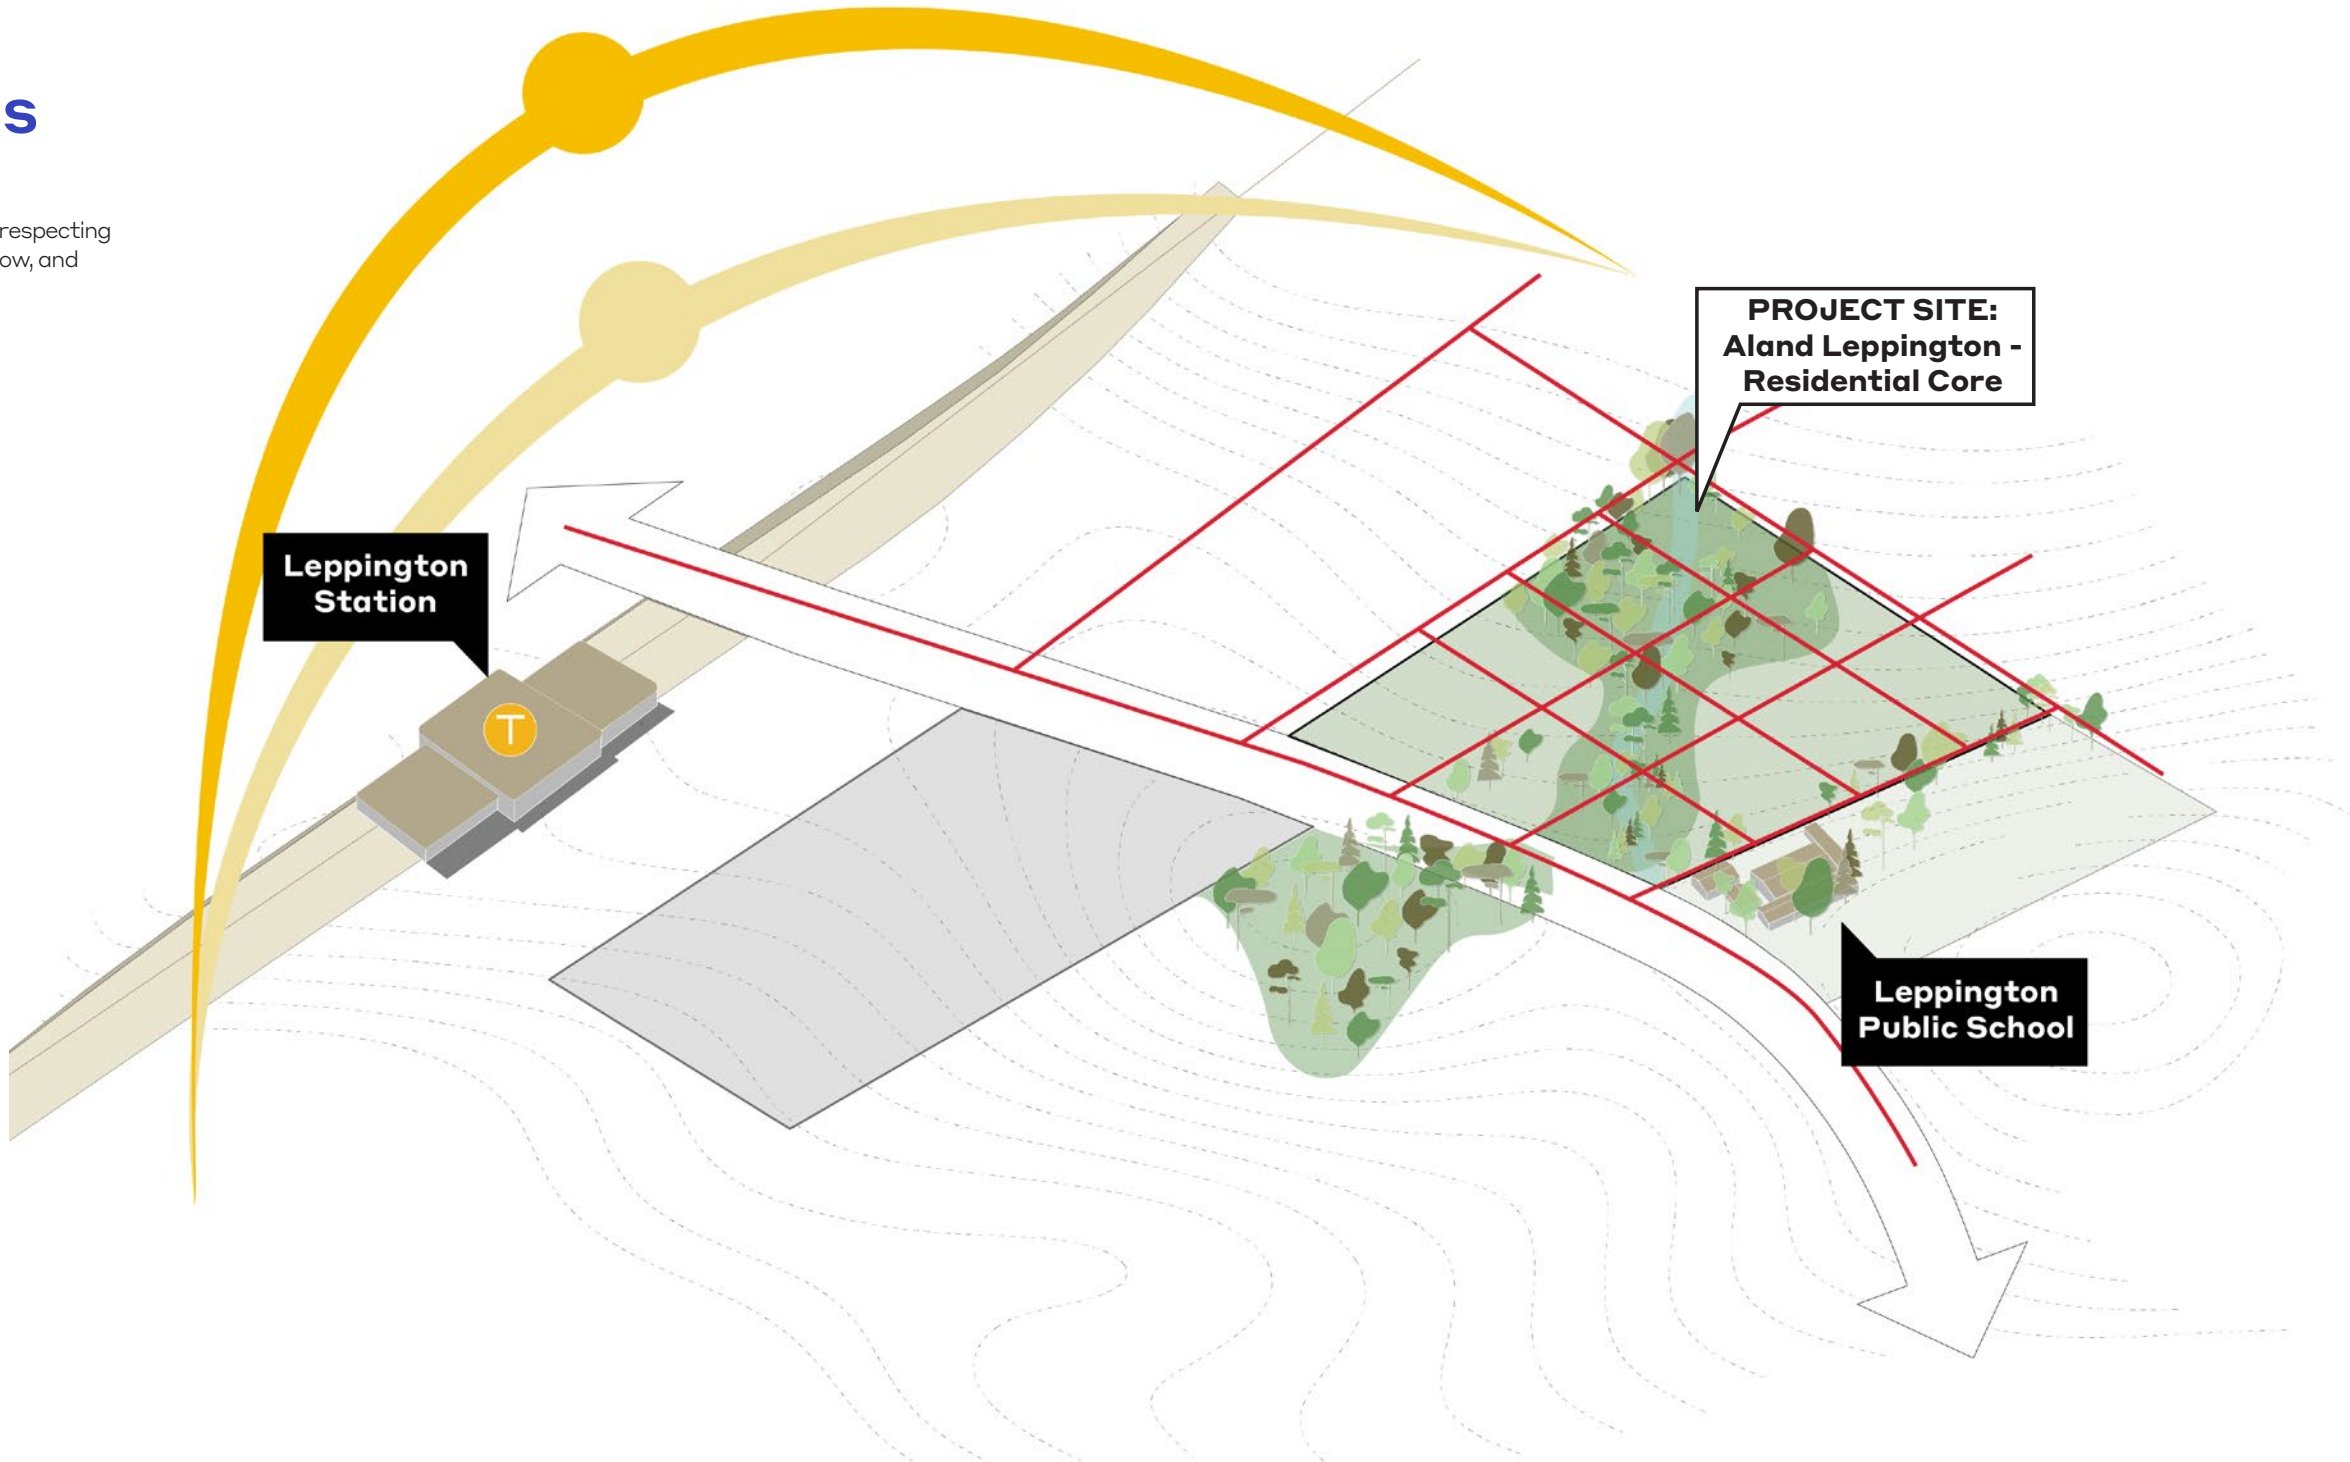 s
respecting
ow, and
PROJECT SITE:
Aland Leppington -
Residential Core
Leppington
Station
T
Leppington
Public School